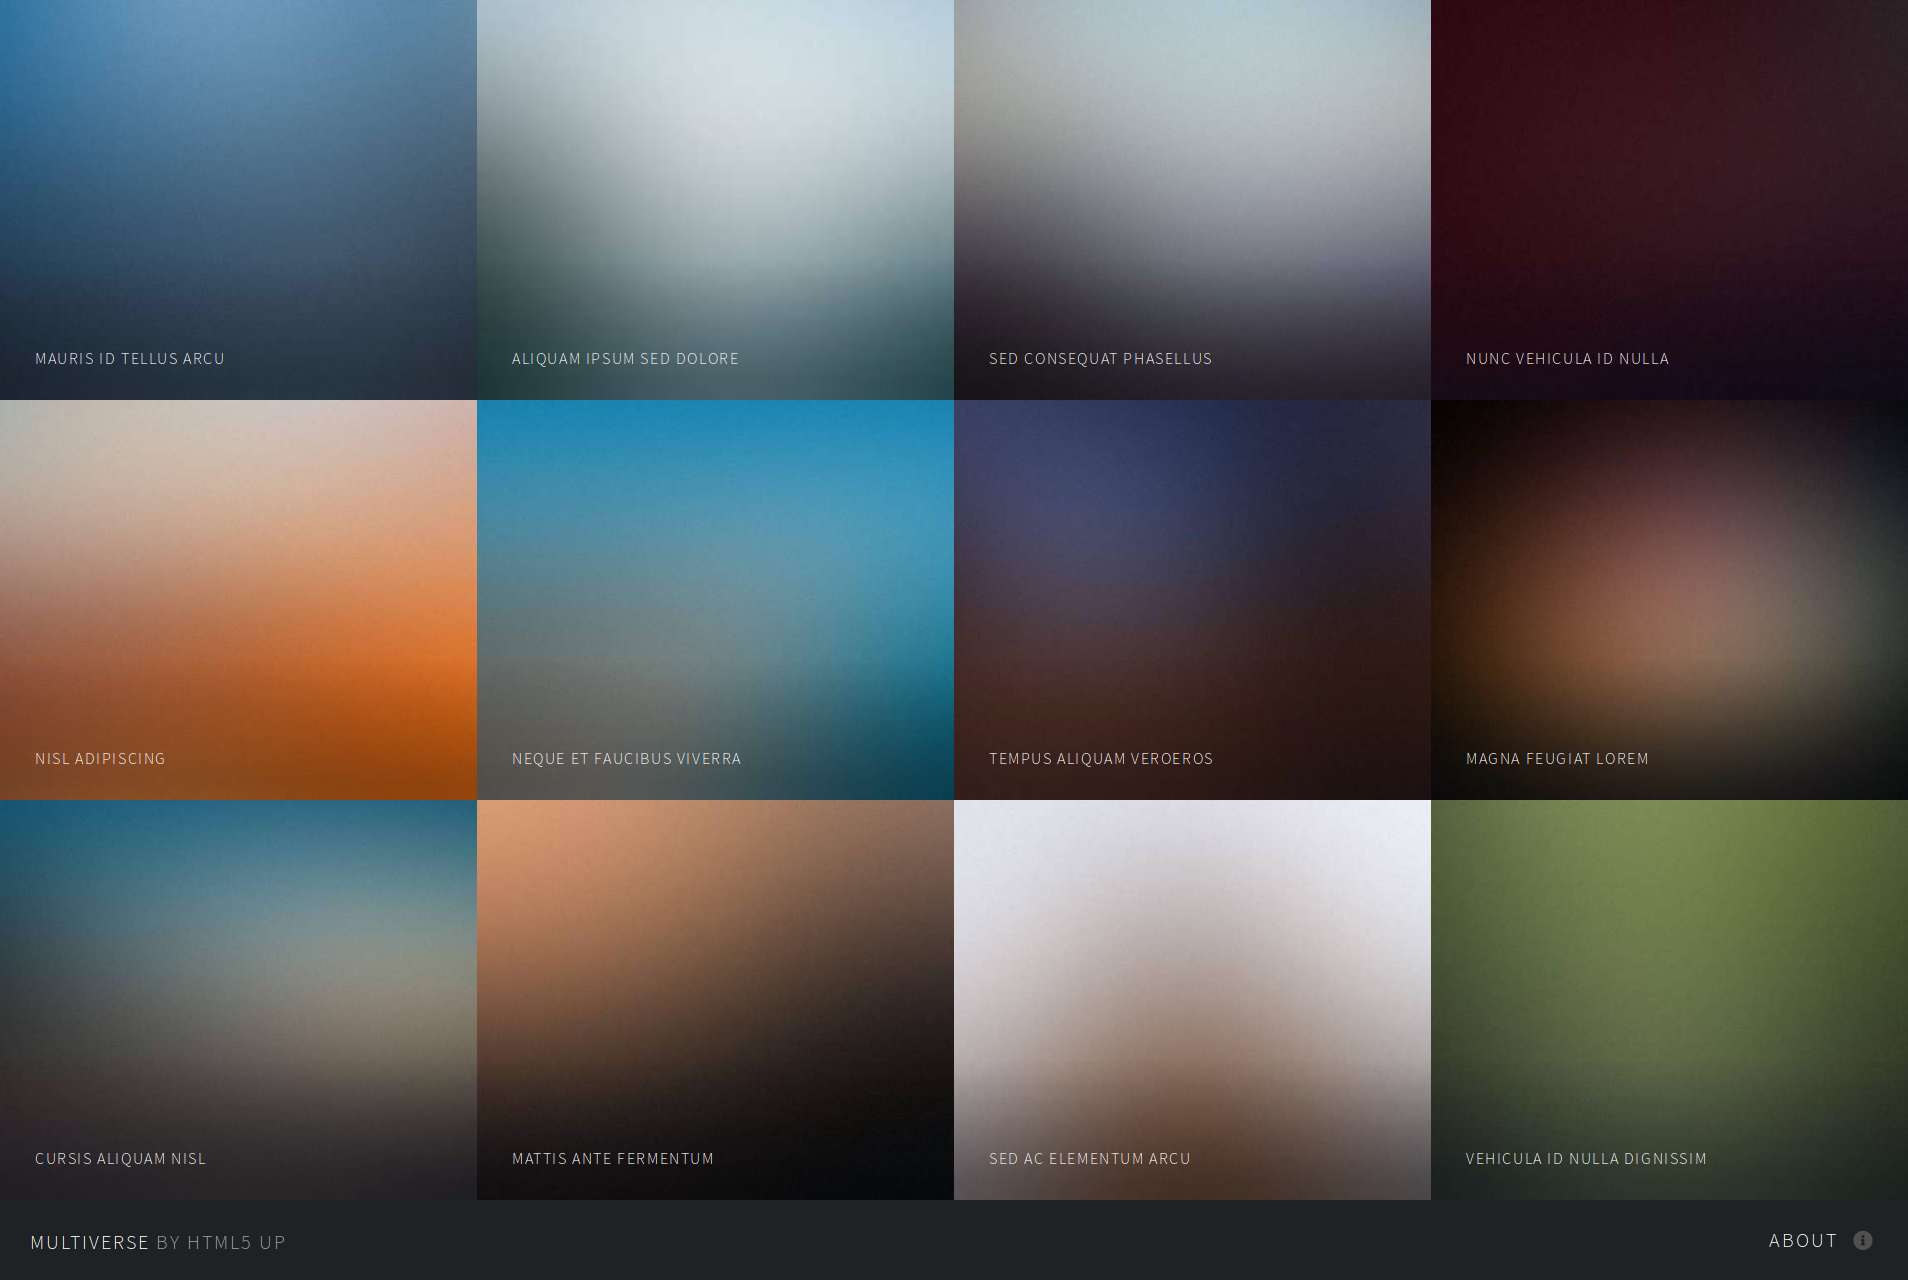 MAURIS ID TELLUS ARCU
ALIQUAM IPSUM SED DOLORE
SED CONSEQUAT PHASELLUS
NUNC VEHICULA ID NULLA
NISL ADIPISCING
NEQUE ET FAUCIBUS VIVERRA
TEMPUS ALIQUAM VEROEROS
MAGNA FEUGIAT LOREM
CURSIS ALIQUAM NISL
MATTIS ANTE FERMENTUM
SED AC ELEMENTUM ARCU
VEHICULA ID NULLA DIGNISSIM
MULTIVERSE BY HTML5 UP
ABOUT